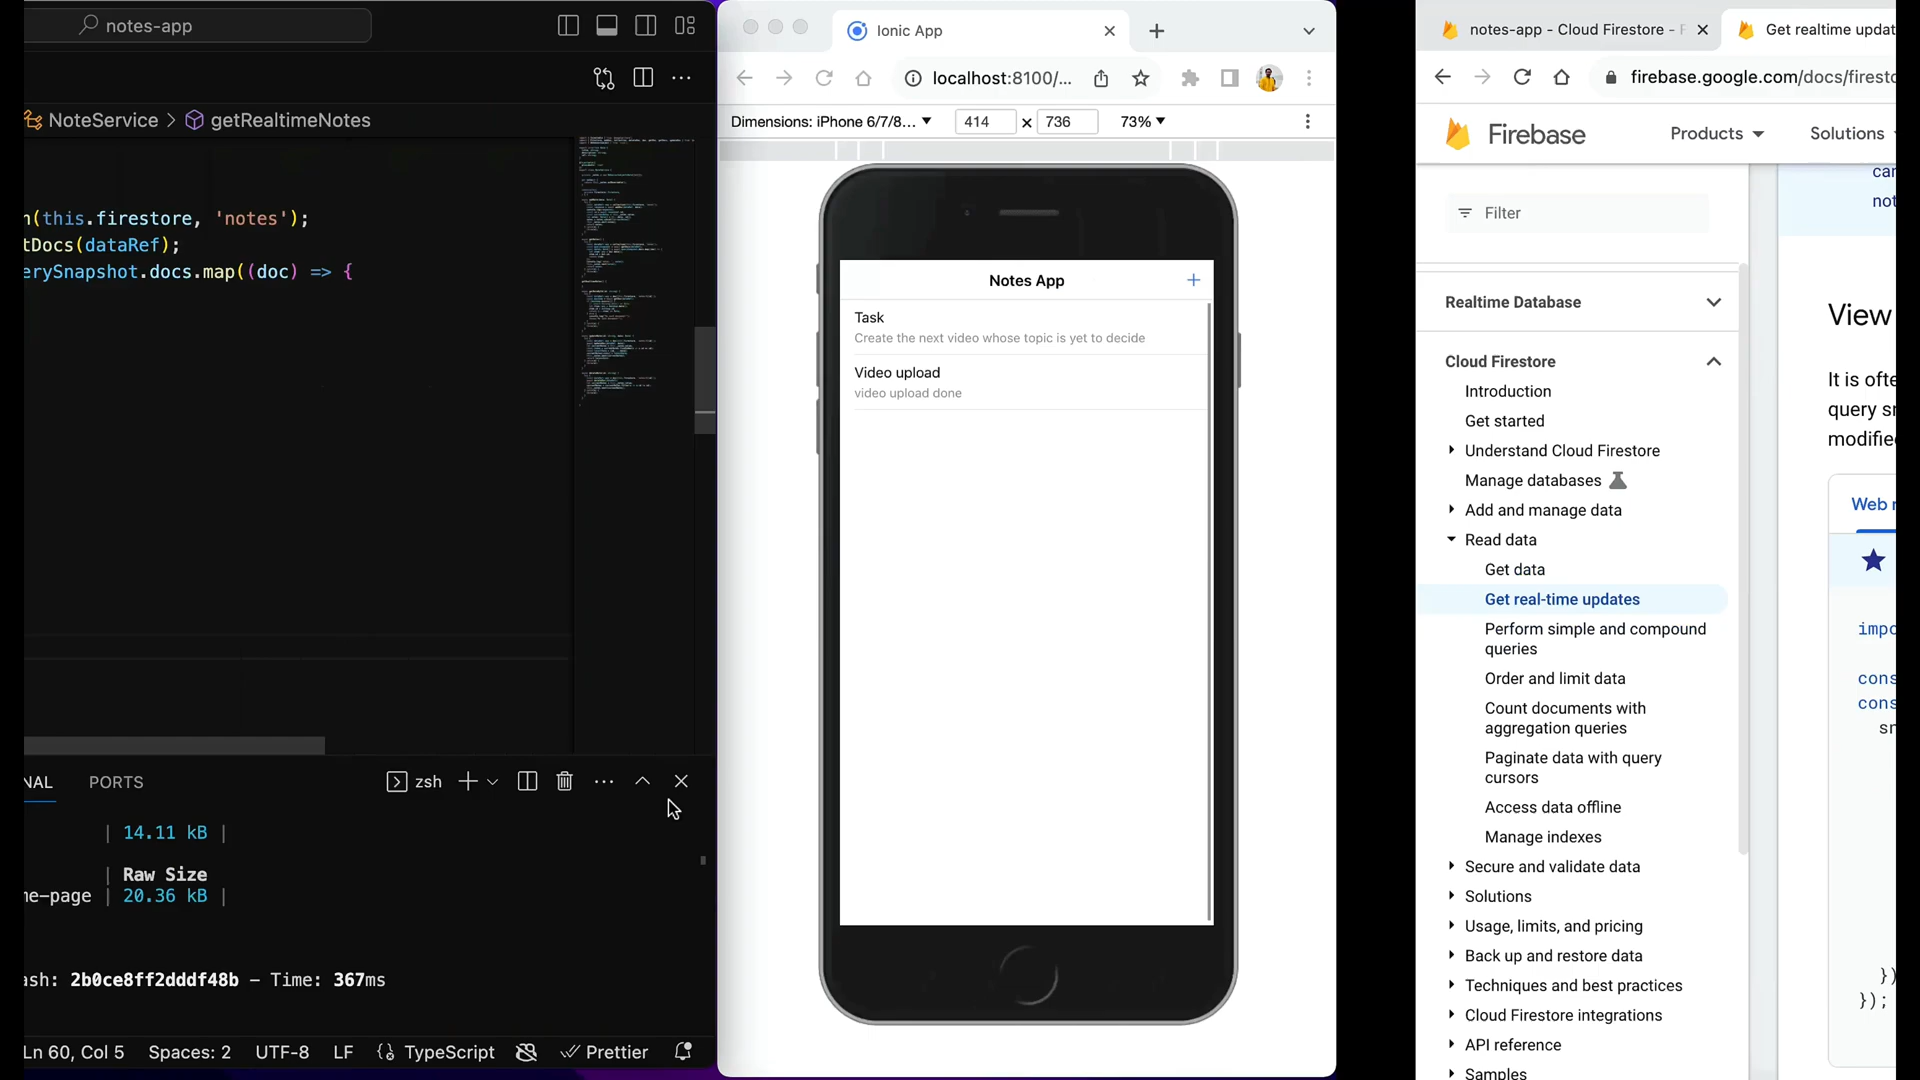 notes-app
NoteService > getRealtimeNotes
n(this.firestore, 'notes');
tDocs(dataRef);
erySnapshot.docs.map((doc) => {
NAL
PORTS
zsh
| 14.11 kB |
| Raw Size
ne-page | 20.36 kB |
ash: 2b0ce8ff2dddf48b - Time: 367ms
Ln 60, Col 5
Spaces: 2
UTF-8
LF
{} TypeScript
Prettier
Ionic App
localhost:8100/...
Dimensions: iPhone 6/7/8...
414 × 736
73%
Notes App
+
Task
Create the next video whose topic is yet to decide
Video upload
video upload done
notes-app - Cloud Firestore - F
Get realtime updat
firebase.google.com/docs/firesto
Firebase
Products
Solutions
Filter
Realtime Database
Cloud Firestore
Introduction
Get started
Understand Cloud Firestore
Manage databases
Add and manage data
Read data
Get data
Get real-time updates
Perform simple and compound
queries
Order and limit data
Count documents with
aggregation queries
Paginate data with query
cursors
Access data offline
Manage indexes
Secure and validate data
Solutions
Usage, limits, and pricing
Back up and restore data
Techniques and best practices
Cloud Firestore integrations
API reference
Samples
can
not
View
It is ofte
query sn
modifie
Web n
impo
cons
cons
sn
})
});